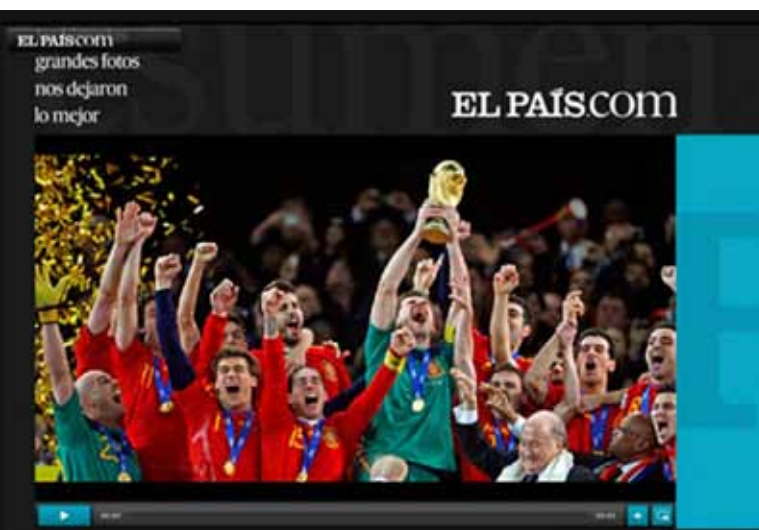 EL PAÍS.COM
grandes fotos
nos dejaron
lo mejor
EL PAÍS.COM